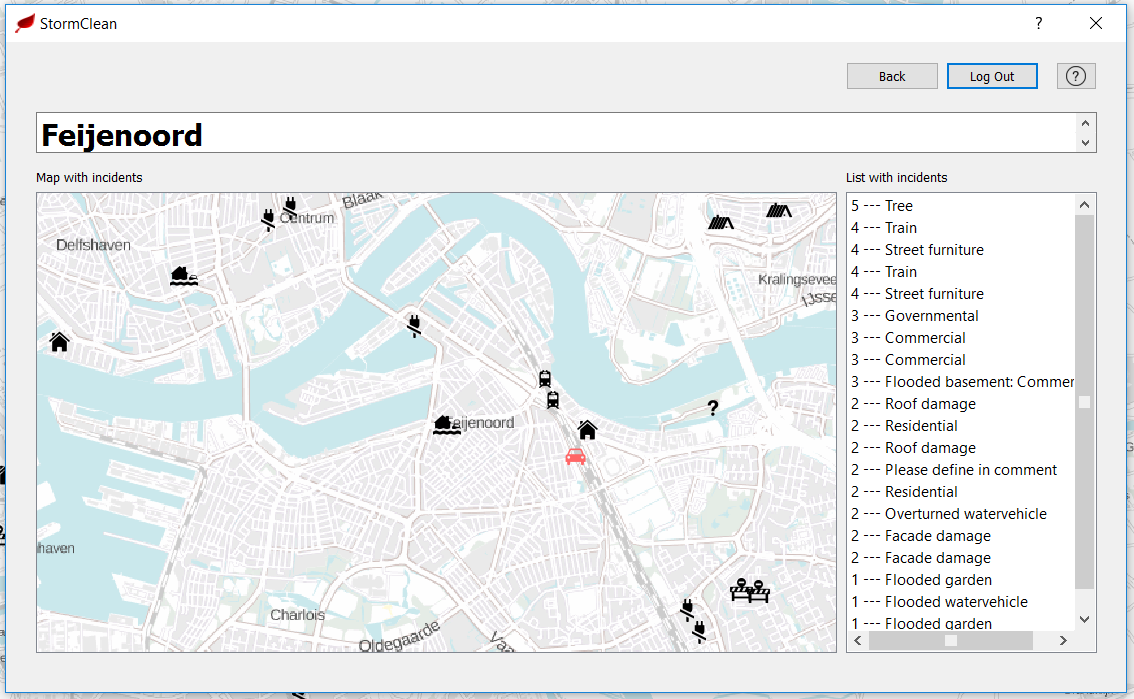 StormClean
?
Back
Log Out
?
Feijenoord
Map with incidents
List with incidents
Blaak
Centrum
Delfshaven
Kralingsevee
IJsse
?
eijenoord
haven
Charlois
Oldegaarde
Vaa
5 --- Tree
4 --- Train
4 --- Street furniture
4 --- Train
4 --- Street furniture
3 --- Governmental
3 --- Commercial
3 --- Commercial
3 --- Flooded basement: Commer
2 --- Roof damage
2 --- Residential
2 --- Roof damage
2 --- Please define in comment
2 --- Residential
2 --- Overturned watervehicle
2 --- Facade damage
2 --- Facade damage
1 --- Flooded garden
1 --- Flooded watervehicle
1 --- Flooded garden